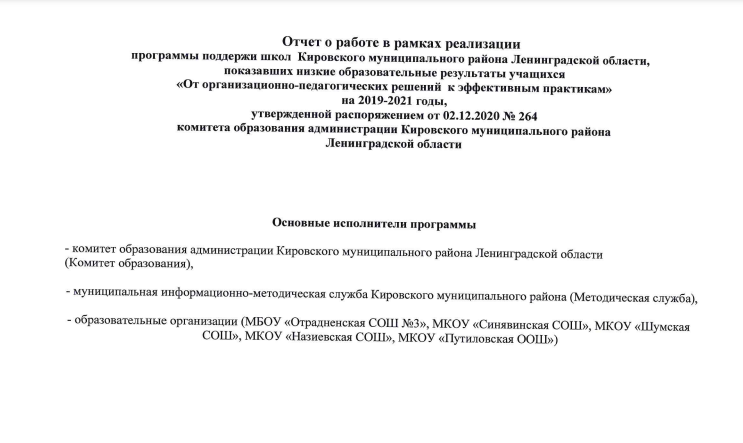 Отчет о работе в рамках реализации
программы поддержи школ Кировского муниципального района Ленинградской области,
показавших низкие образовательные результаты учащихся
«От организационно-педагогических решений к эффективным практикам»
на 2019-2021 годы,
утвержденной распоряжением от 02.12.2020 № 264
комитета образования администрации Кировского муниципального района
Ленинградской области
Основные исполнители программы
- комитет образования администрации Кировского муниципального района Ленинградской области
(Комитет образования),
- муниципальная информационно-методическая служба Кировского муниципального района (Методическая служба),
- образовательные организации (МБОУ «Отрадненская СОШ №3», МКОУ «Синявинская СОШ», МКОУ «Шумская
СОШ», МКОУ «Назиевская СОШ», МКОУ «Путиловская ООШ»)